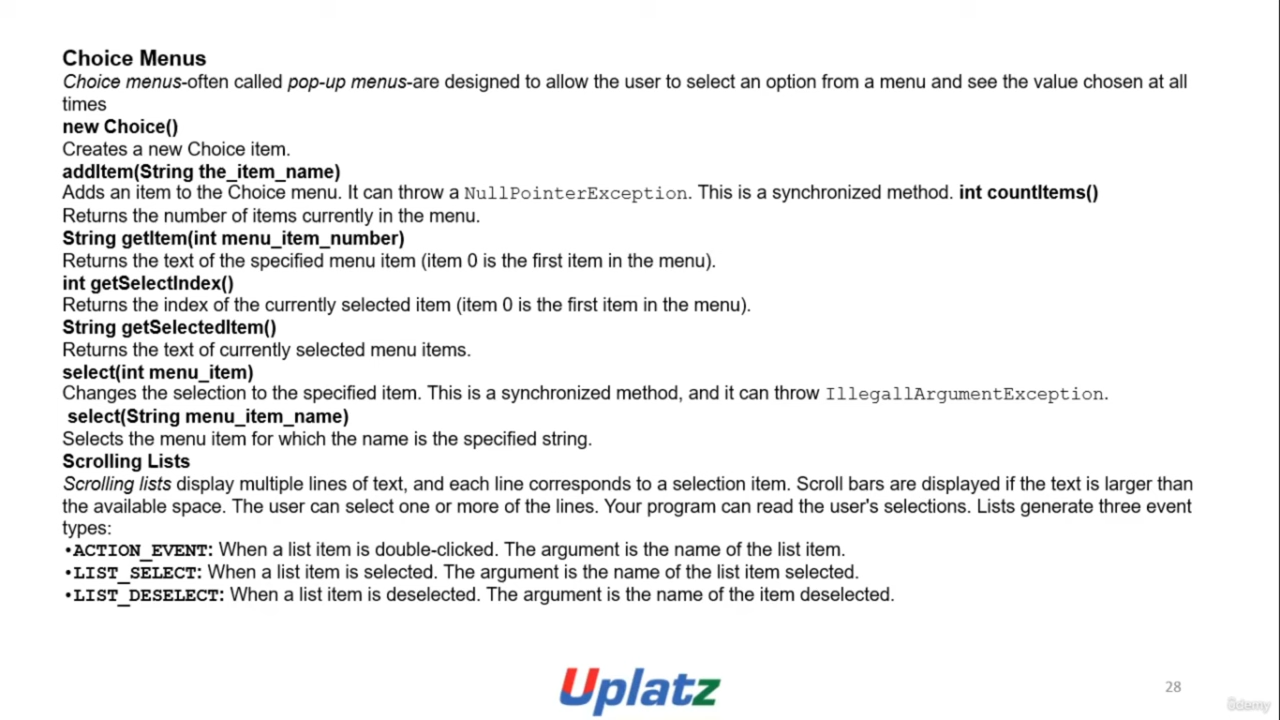 Choice Menus
Choice menus-often called pop-up menus-are designed to allow the user to select an option from a menu and see the value chosen at all
times
new Choice()
Creates a new Choice item.
addItem(String the_item_name)
Adds an item to the Choice menu. It can throw a NullPointerException. This is a synchronized method. int countItems()
Returns the number of items currently in the menu.
String getItem(int menu_item_number)
Returns the text of the specified menu item (item 0 is the first item in the menu).
int getSelectIndex()
Returns the index of the currently selected item (item 0 is the first item in the menu).
String getSelectedItem()
Returns the text of currently selected menu items.
select(int menu_item)
Changes the selection to the specified item. This is a synchronized method, and it can throw IllegallArgumentException.
select(String menu_item_name)
Selects the menu item for which the name is the specified string.
Scrolling Lists
Scrolling lists display multiple lines of text, and each line corresponds to a selection item. Scroll bars are displayed if the text is larger than
the available space. The user can select one or more of the lines. Your program can read the user's selections. Lists generate three event
types:
•ACTION_EVENT: When a list item is double-clicked. The argument is the name of the list item.
•LIST_SELECT: When a list item is selected. The argument is the name of the list item selected.
•LIST_DESELECT: When a list item is deselected. The argument is the name of the item deselected.
Uplatz
28
ûdemy